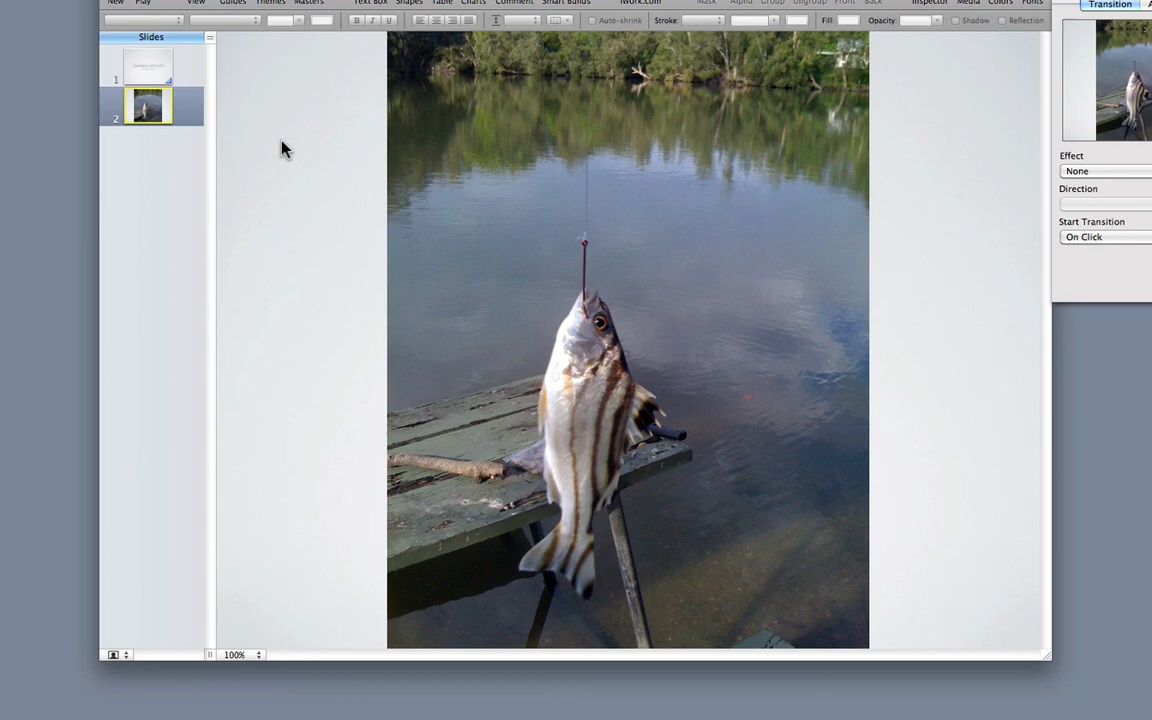 New Play View Guides Themes Masters Text Box Shapes Table Charts Comment Smart Builds iWork.com Mask Alpha Group Ungroup Front Back Inspector Media Colors Fonts
B I U Auto-shrink Stroke: Fill: Opacity: Shadow Reflection
Slides
1
2
100%
Transition
Effect
None
Direction
Start Transition
On Click